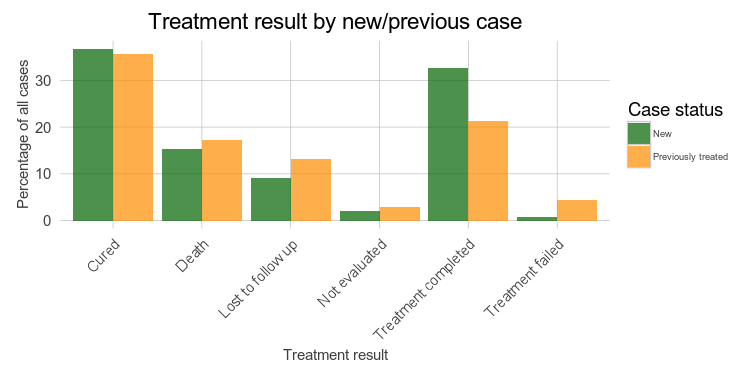 Treatment result by new/previous case
Percentage of all cases
30
20
10
0
Cured
Death
Lost to follow up
Not evaluated
Treatment completed
Treatment failed
Treatment result
Case status
New
Previously treated